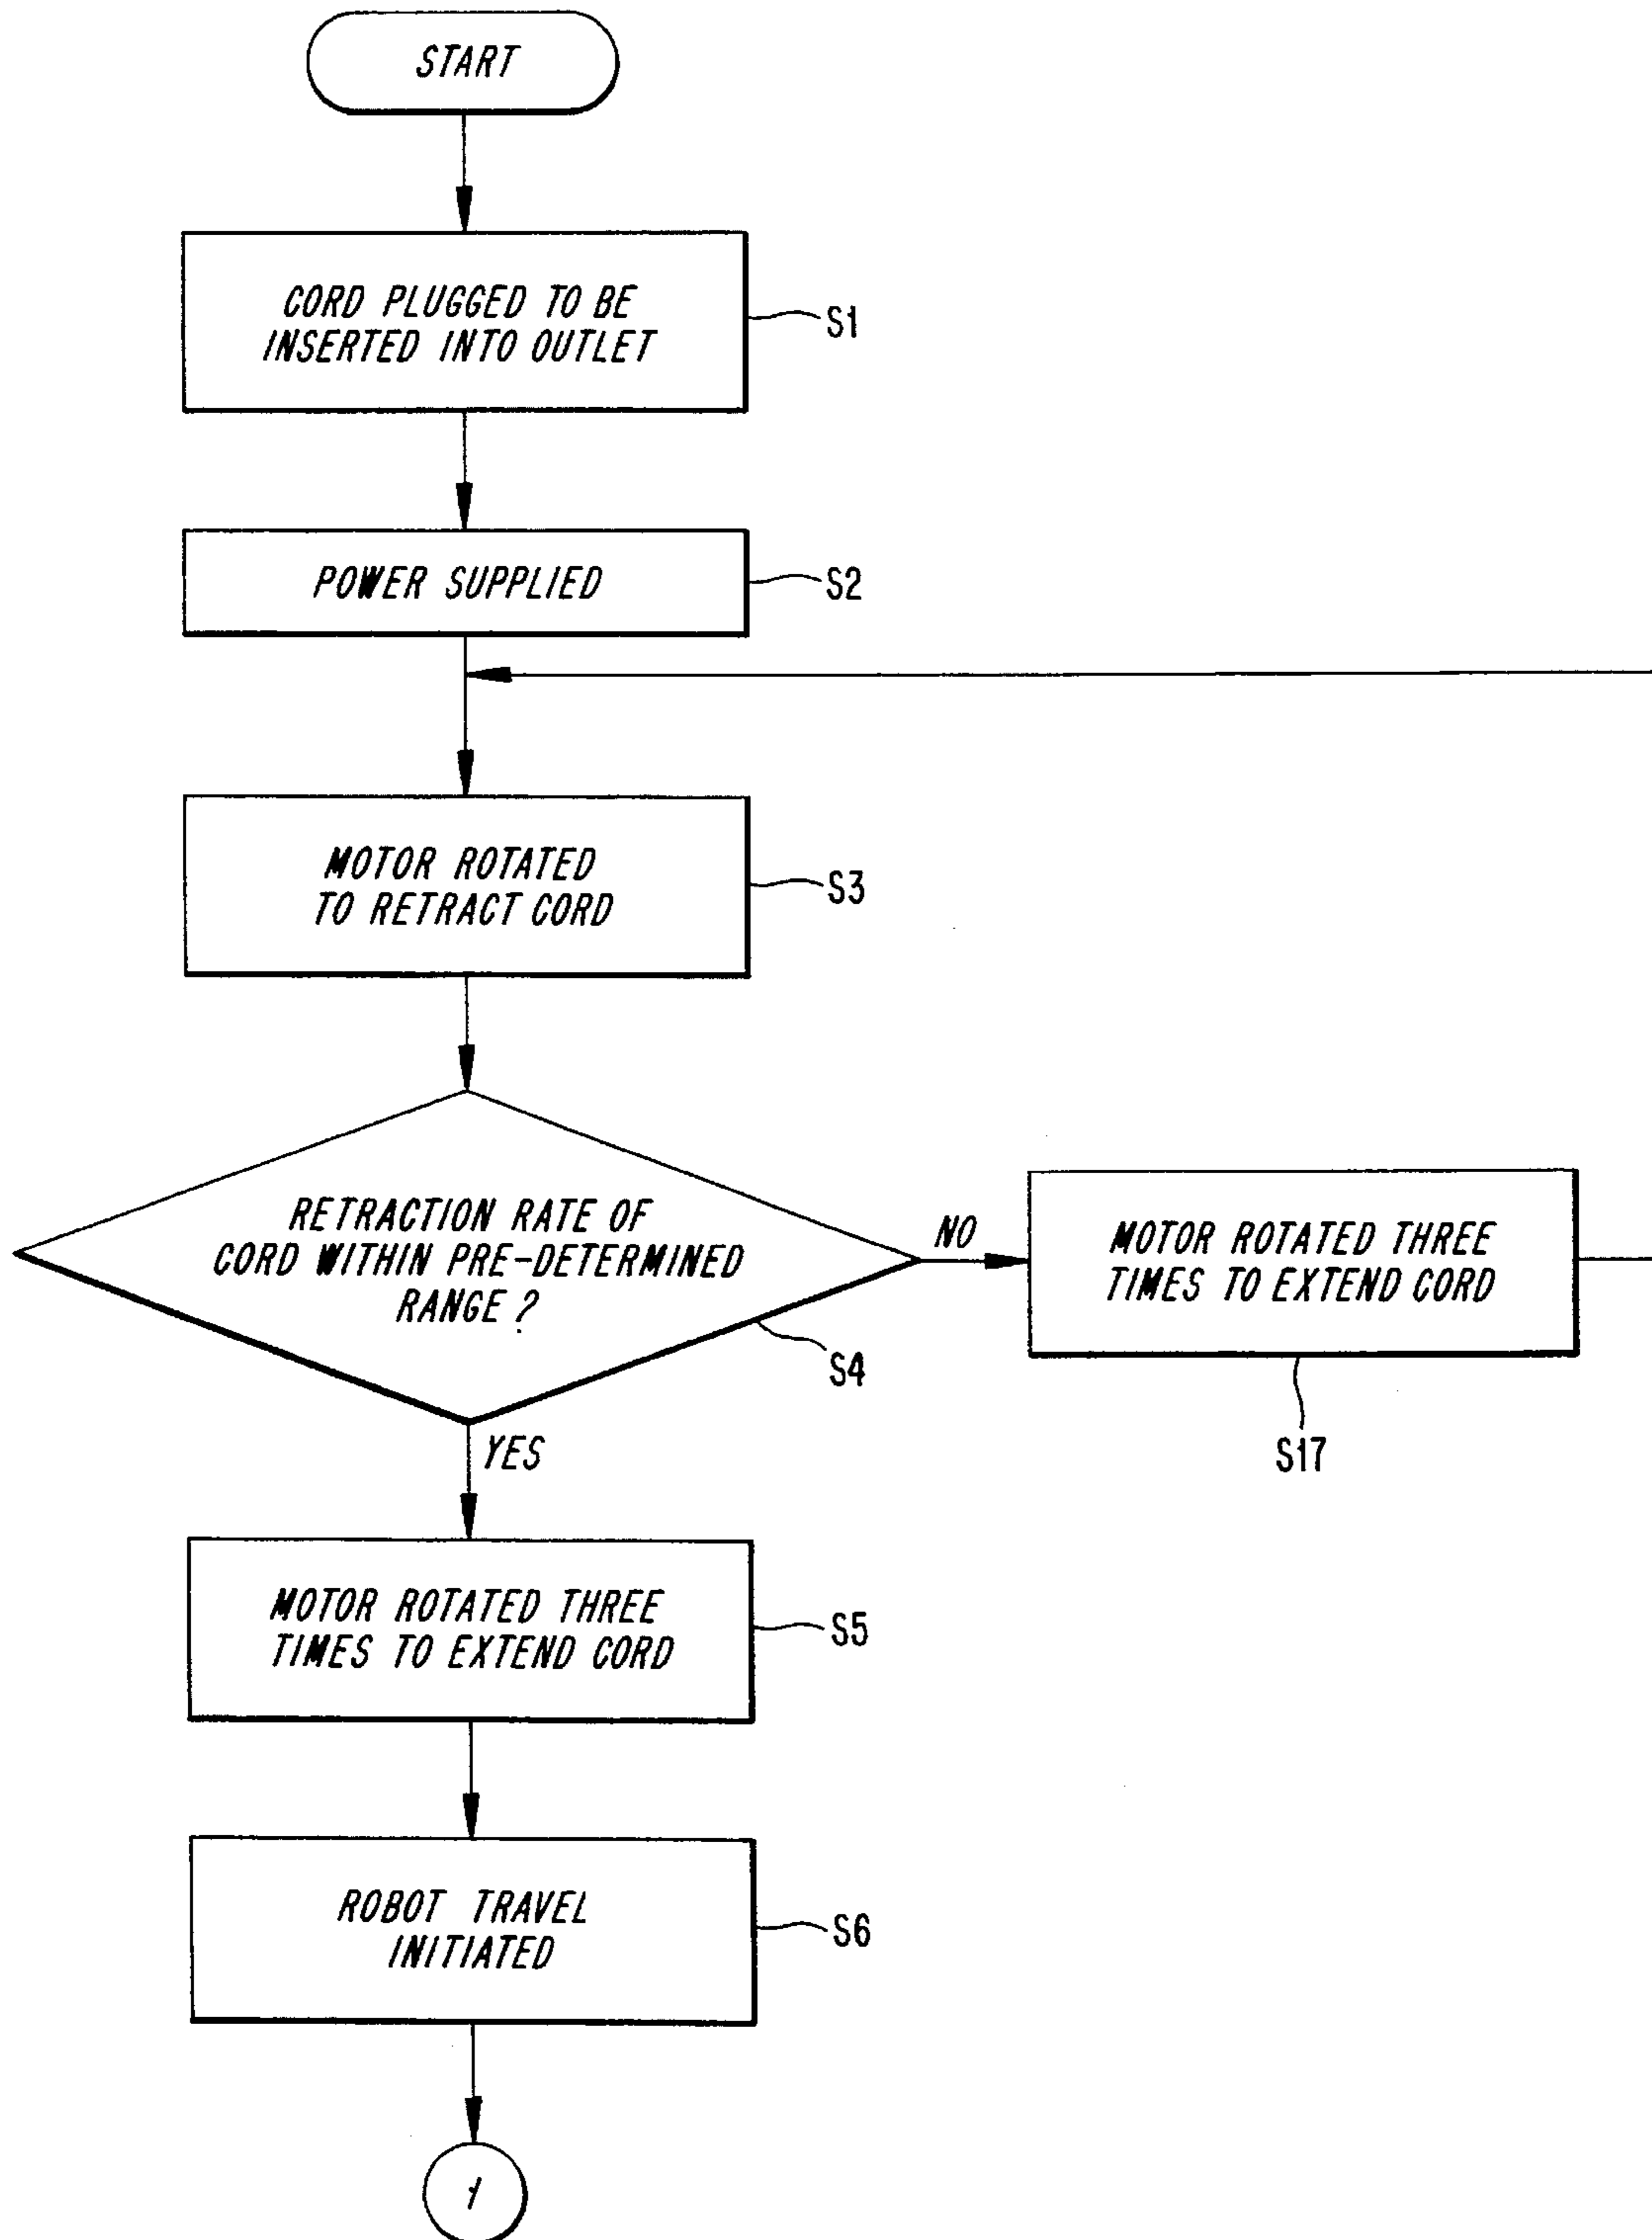 START
CORD PLUGGED TO BE
INSERTED INTO OUTLET
S1
POWER SUPPLIED
S2
MOTOR ROTATED
TO RETRACT CORD
S3
RETRACTION RATE OF
CORD WITHIN PRE-DETERMINED
RANGE?
S4
NO
MOTOR ROTATED THREE
TIMES TO EXTEND CORD
S17
YES
MOTOR ROTATED THREE
TIMES TO EXTEND CORD
S5
ROBOT TRAVEL
INITIATED
S6
1